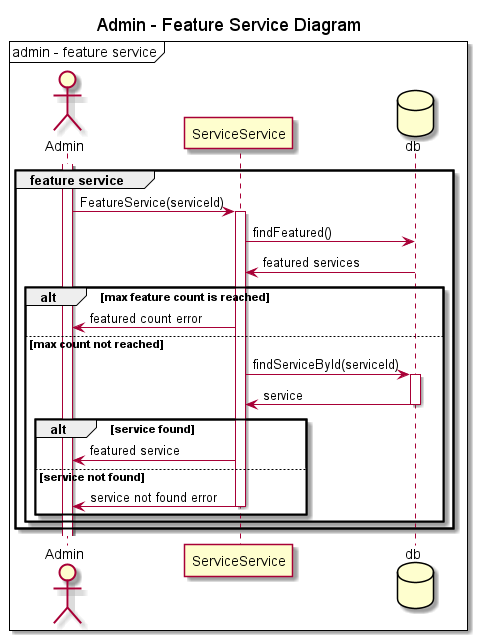 Admin - Feature Service Diagram
admin - feature service
Admin
ServiceService
db
feature service
FeatureService(serviceId)
findFeatured()
featured services
alt [max feature count is reached]
featured count error
[max count not reached]
findServiceById(serviceId)
service
alt [service found]
featured service
[service not found]
service not found error
Admin
ServiceService
db